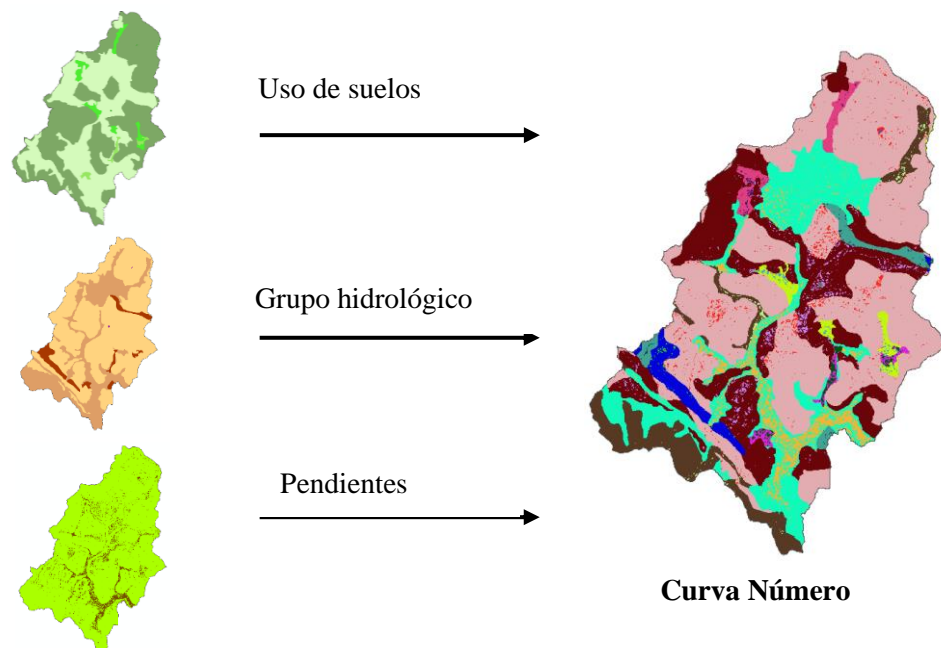 Uso de suelos
Grupo hidrológico
Pendientes
Curva Número